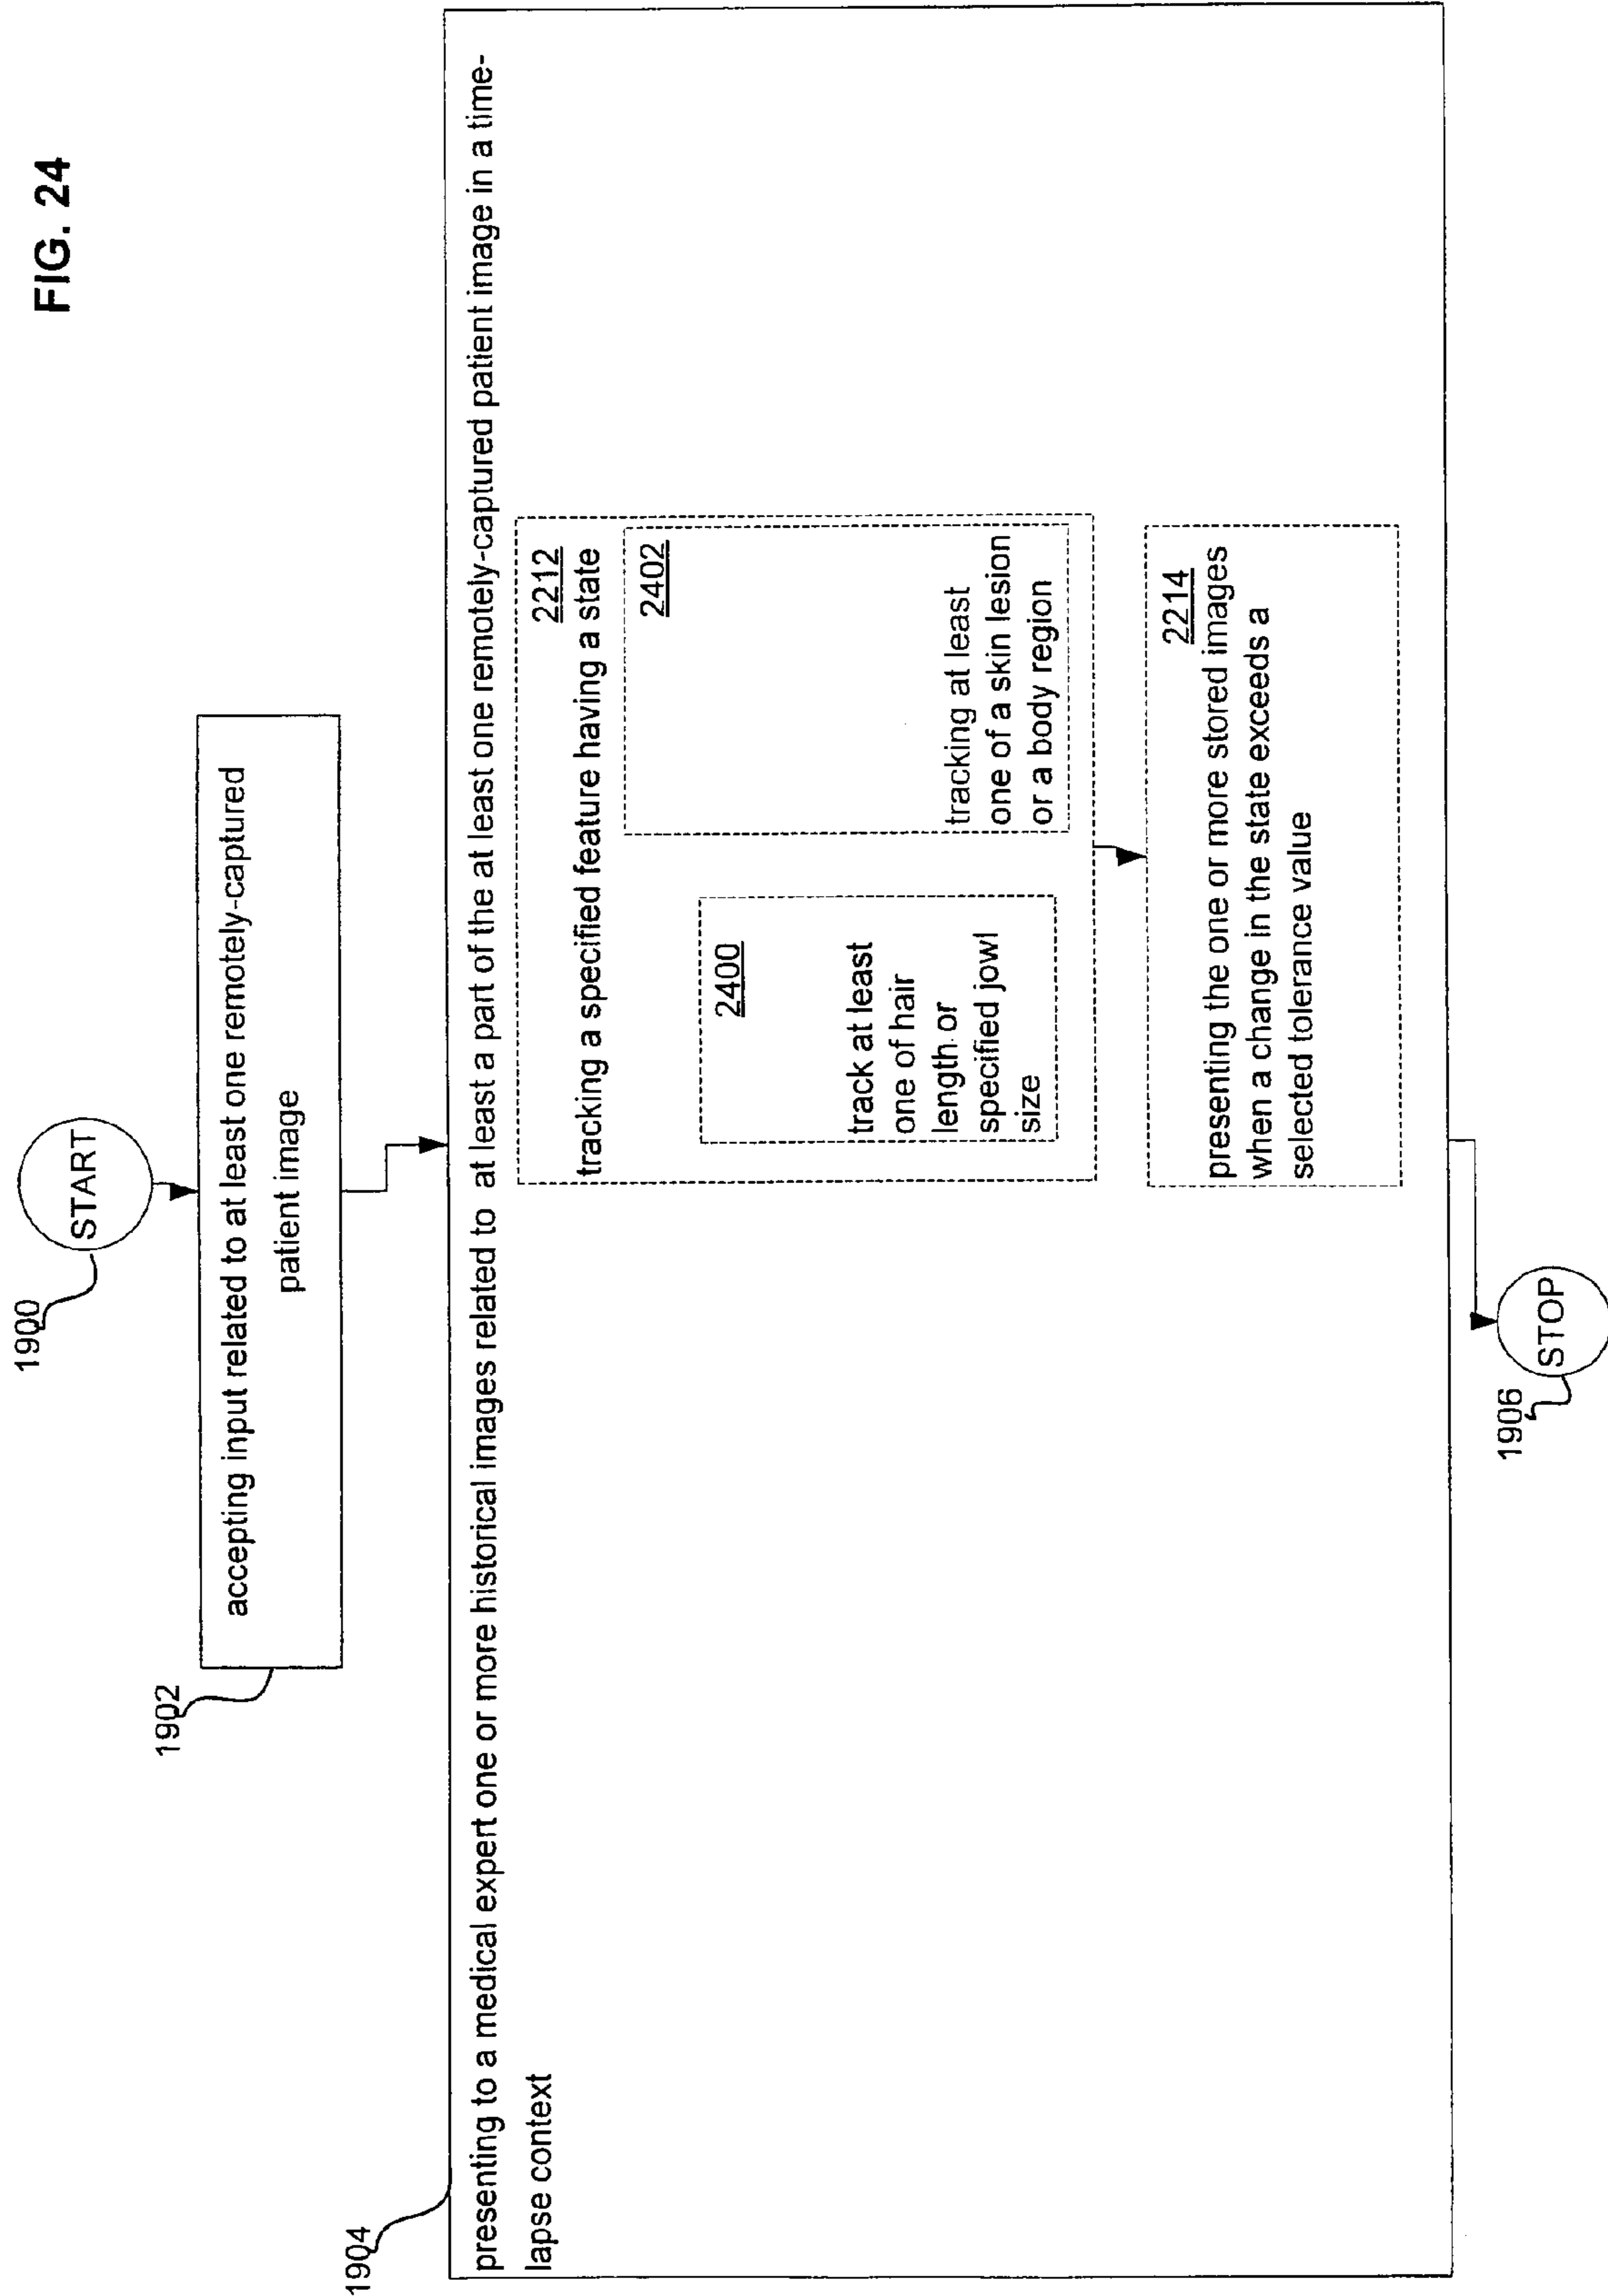 FIG. 24
1900
START
1902
accepting input related to at least one remotely-captured
patient image
1904
presenting to a medical expert one or more historical images related to at least a part of the at least one remotely-captured patient image in a time-
lapse context
2212
tracking a specified feature having a state
2400
track at least
one of hair
length or
specified jowl
size
2402
tracking at least
one of a skin lesion
or a body region
2214
presenting the one or more stored images
when a change in the state exceeds a
selected tolerance value
1906
STOP